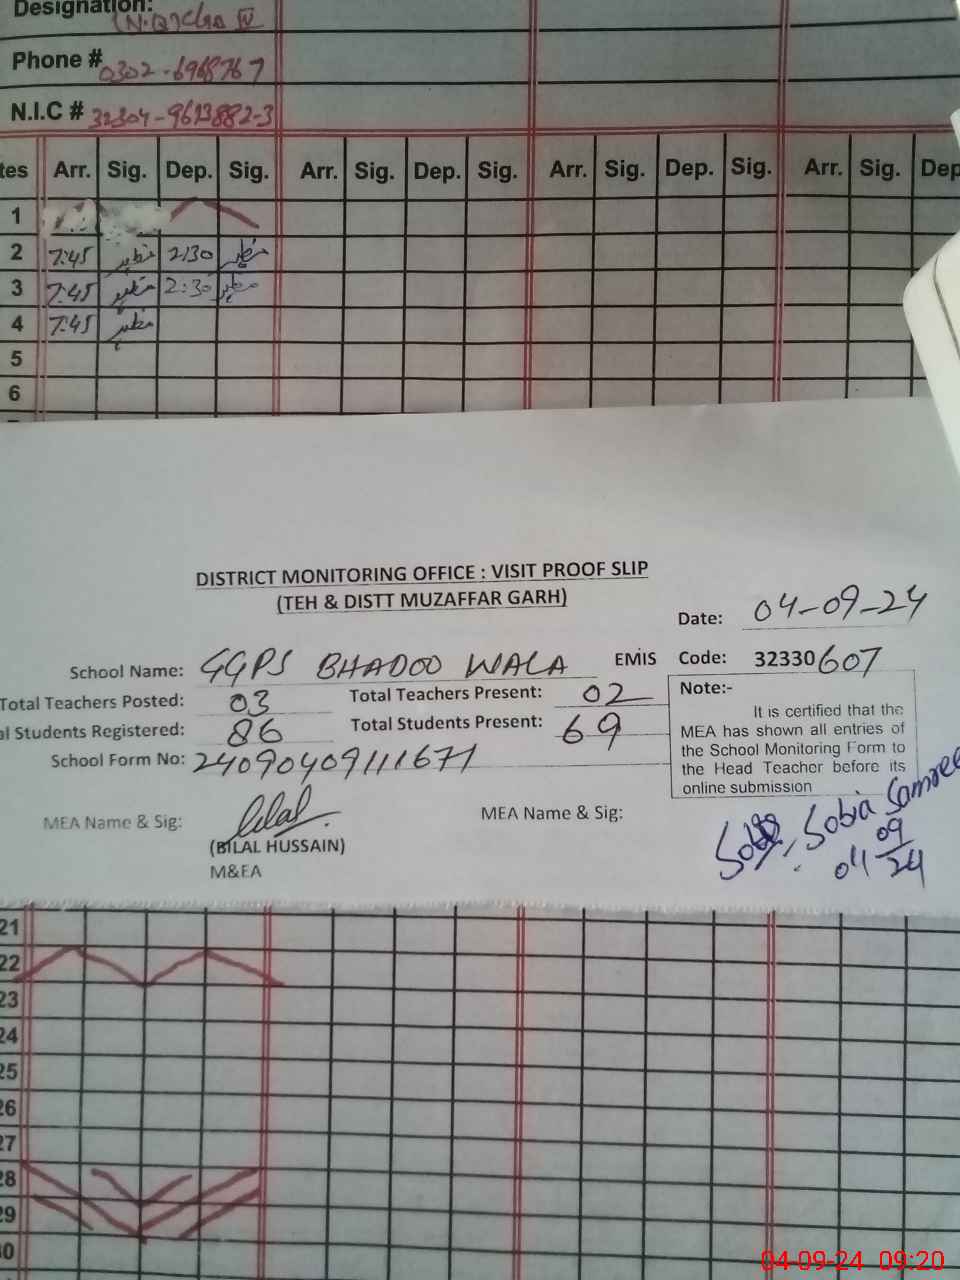 Designation:
Phone # 0302-6968767
N.I.C # 32304-9613882-3
tes Arr. Sig. Dep. Sig. Arr. Sig. Dep. Sig. Arr. Sig. Dep. Sig. Arr. Sig. Dep
1
2 7:45 2:30
3 7:45 2:30
4 7:45
5
6
DISTRICT MONITORING OFFICE : VISIT PROOF SLIP
(TEH & DISTT MUZAFFAR GARH)
Date: 04-09-24
School Name: GGPS BHADOO WALA EMIS Code: 32330607
Total Teachers Posted: 03 Total Teachers Present: 02
al Students Registered: 86 Total Students Present: 69
School Form No: 24090409111671
Note:-
It is certified that the
MEA has shown all entries of
the School Monitoring Form to
the Head Teacher before its
online submission
MEA Name & Sig: Bilal MEA Name & Sig:
(BILAL HUSSAIN)
M&EA
Sobia
04 09
24
21
22
23
24
25
26
27
28
29
30
04-09-24 09:20